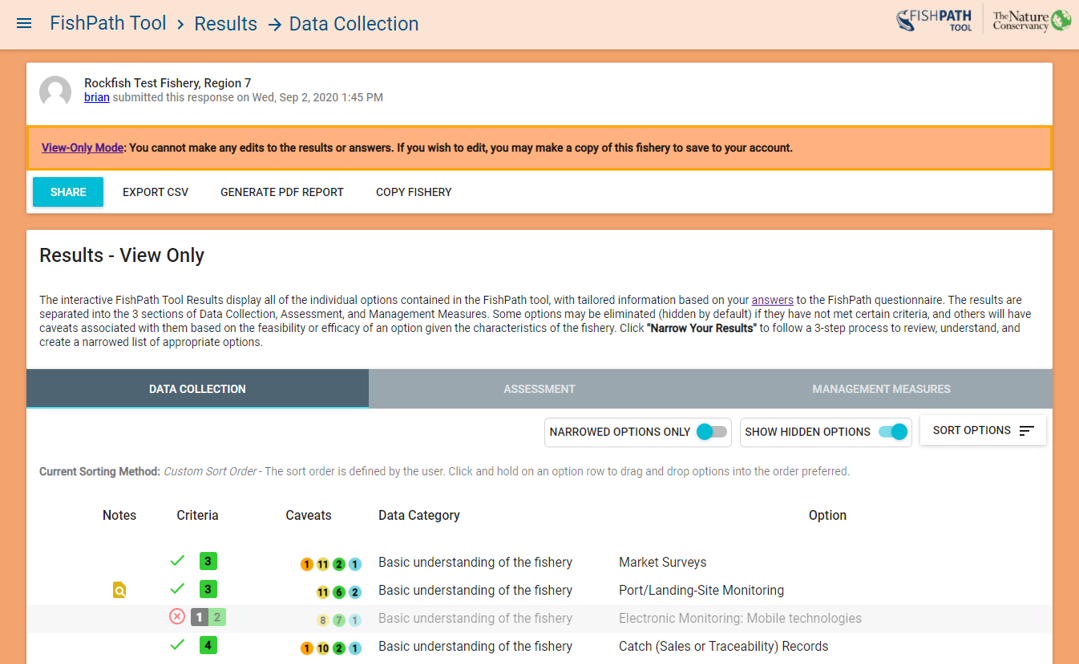 FishPath Tool > Results → Data Collection
FISHPATH TOOL
The Nature Conservancy
Rockfish Test Fishery, Region 7
brian submitted this response on Wed, Sep 2, 2020 1:45 PM
View-Only Mode: You cannot make any edits to the results or answers. If you wish to edit, you may make a copy of this fishery to save to your account.
SHARE EXPORT CSV GENERATE PDF REPORT COPY FISHERY
Results - View Only
The interactive FishPath Tool Results display all of the individual options contained in the FishPath tool, with tailored information based on your answers to the FishPath questionnaire. The results are
separated into the 3 sections of Data Collection, Assessment, and Management Measures. Some options may be eliminated (hidden by default) if they have not met certain criteria, and others will have
caveats associated with them based on the feasibility or efficacy of an option given the characteristics of the fishery. Click "Narrow Your Results" to follow a 3-step process to review, understand, and
create a narrowed list of appropriate options.
DATA COLLECTION ASSESSMENT MANAGEMENT MEASURES
NARROWED OPTIONS ONLY SHOW HIDDEN OPTIONS SORT OPTIONS
Current Sorting Method: Custom Sort Order - The sort order is defined by the user. Click and hold on an option row to drag and drop options into the order preferred.
Notes Criteria Caveats Data Category Option
3 1 11 2 1 Basic understanding of the fishery Market Surveys
3 11 6 2 Basic understanding of the fishery Port/Landing-Site Monitoring
1 2 8 7 1 Basic understanding of the fishery Electronic Monitoring: Mobile technologies
4 1 10 2 1 Basic understanding of the fishery Catch (Sales or Traceability) Records